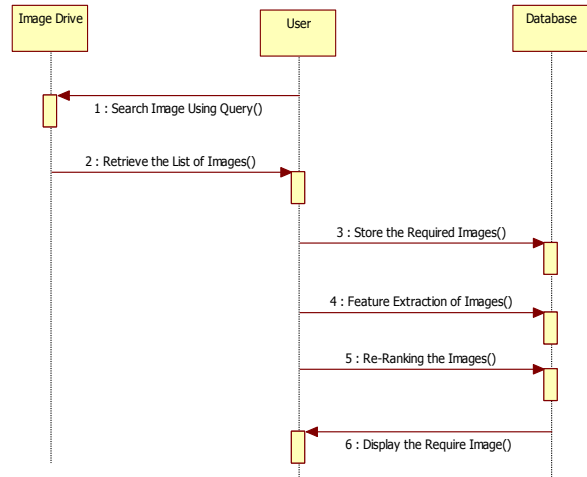 Image Drive
User
Database
1 : Search Image Using Query()
2 : Retrieve the List of Images()
3 : Store the Required Images()
4 : Feature Extraction of Images()
5 : Re-Ranking the Images()
6 : Display the Require Image()